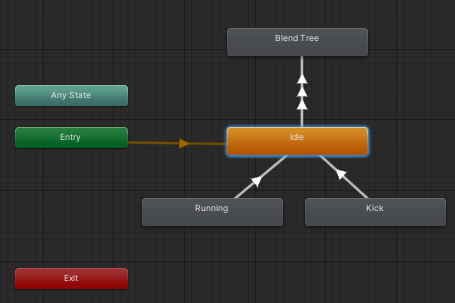 Blend Tree
Any State
Entry
Idle
Running
Kick
Exit